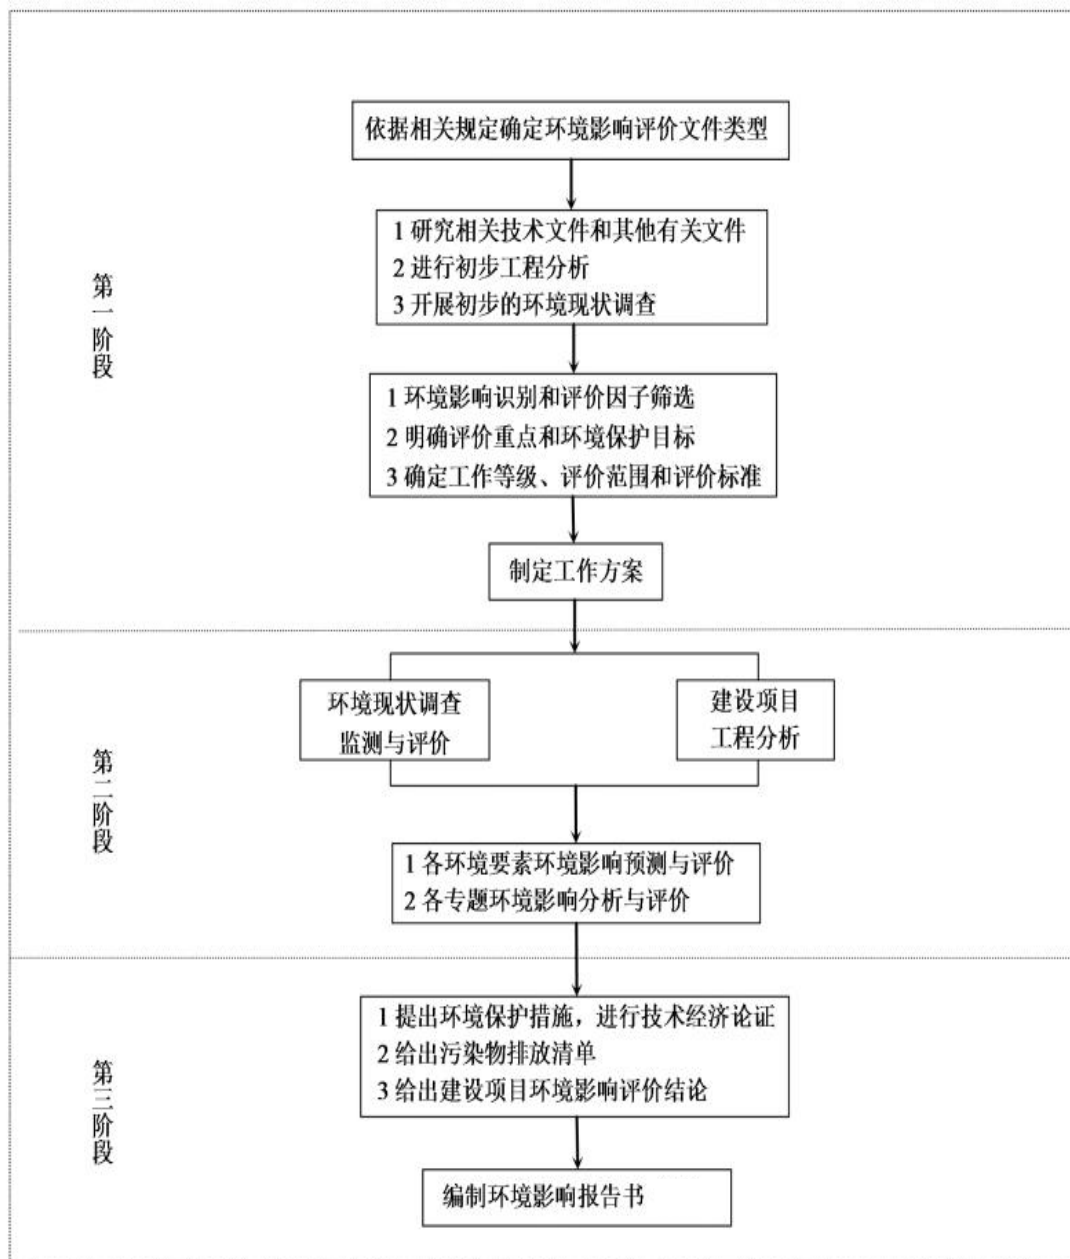 依据相关规定确定环境影响评价文件类型
1 研究相关技术文件和其他有关文件
2 进行初步工程分析
3 开展初步的环境现状调查
第一阶段
1 环境影响识别和评价因子筛选
2 明确评价重点和环境保护目标
3 确定工作等级、评价范围和评价标准
制定工作方案
环境现状调查
监测与评价
建设项目
工程分析
第二阶段
1 各环境要素环境影响预测与评价
2 各专题环境影响分析与评价
1 提出环境保护措施，进行技术经济论证
2 给出污染物排放清单
3 给出建设项目环境影响评价结论
第三阶段
编制环境影响报告书